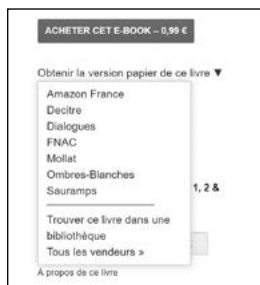 ACHETER CET E-BOOK – 0,99 €
Obtenir la version papier de ce livre ▼
Amazon France
Decitre
Dialogues
FNAC
Mollat
Ombres-Blanches
Sauramps
1, 2 &
Trouver ce livre dans une
bibliothèque
Tous les vendeurs »
À propos de ce livre